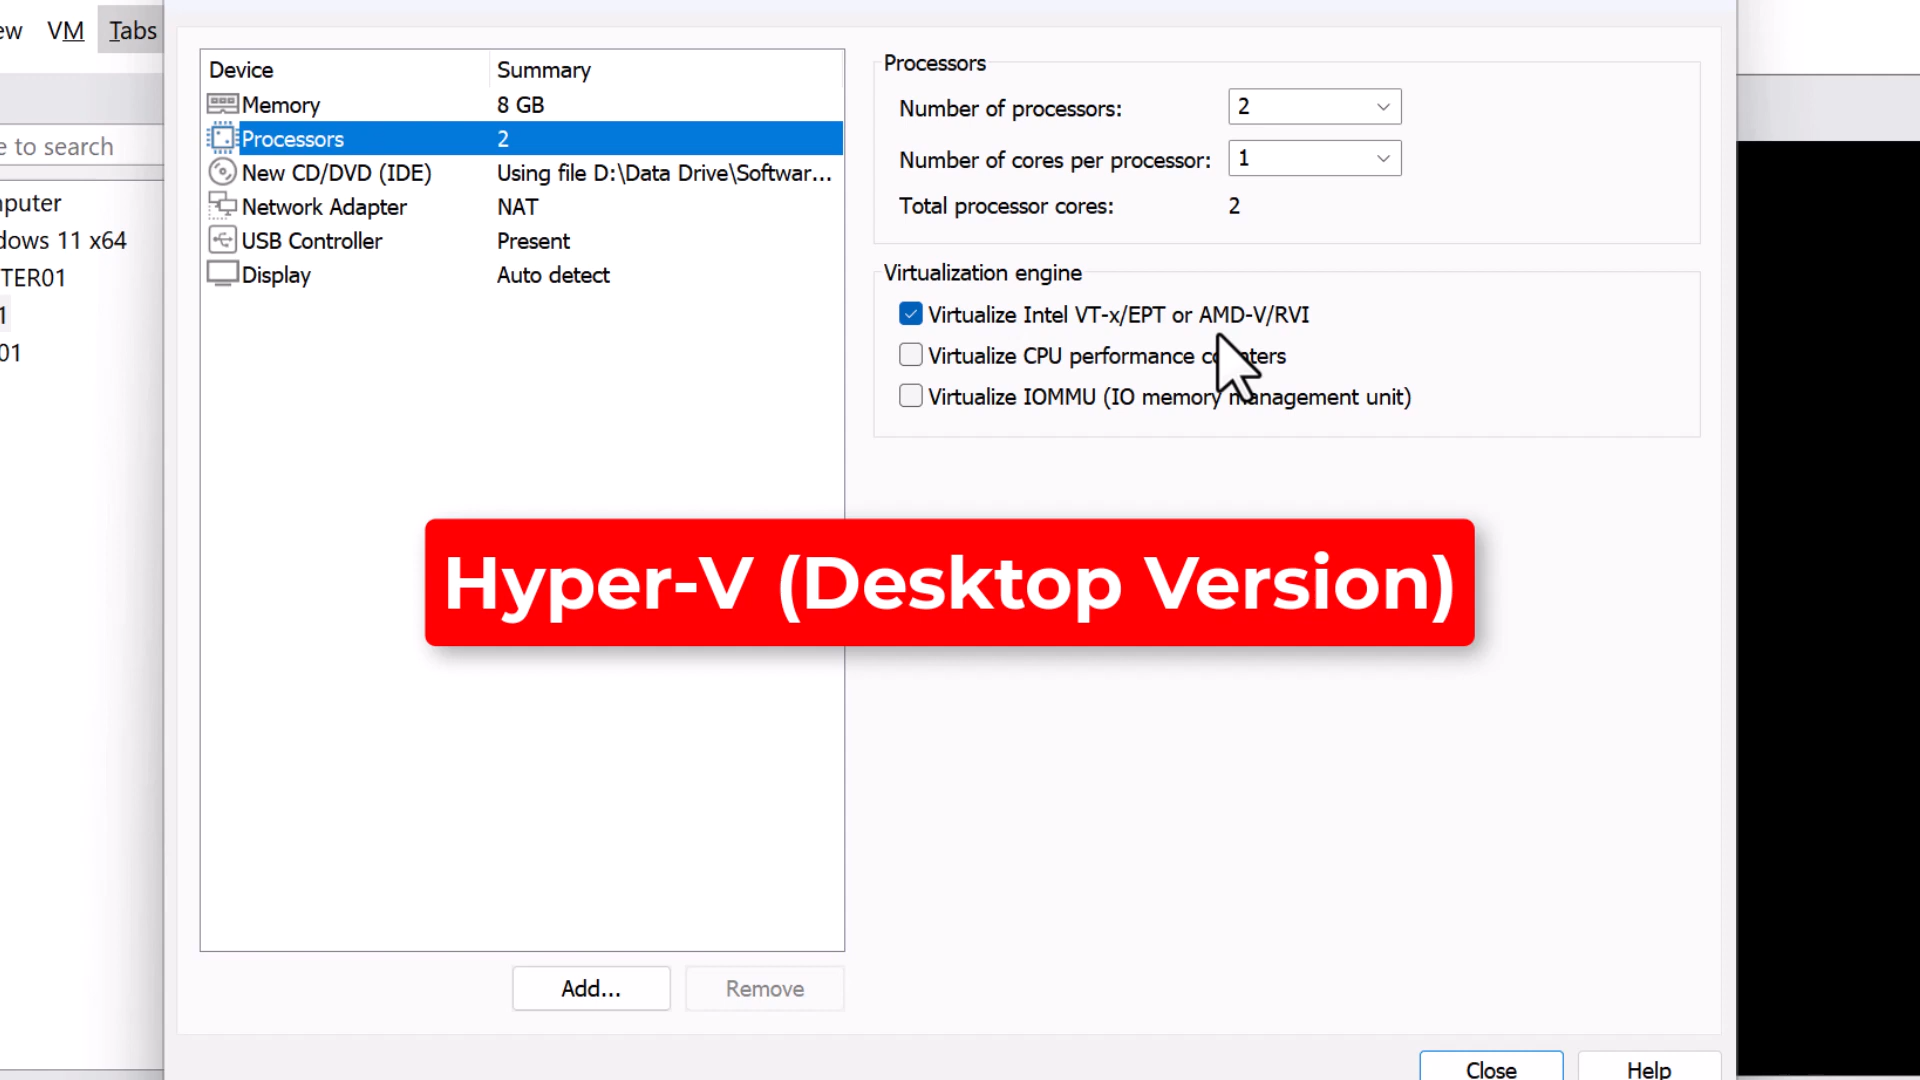 ew VM Tabs
e to search
puter
dows 11 x64
TER01
1
01
Device Summary
Memory 8 GB
Processors 2
New CD/DVD (IDE) Using file D:\Data Drive\Softwar...
Network Adapter NAT
USB Controller Present
Display Auto detect
Add... Remove
Processors
Number of processors: 2
Number of cores per processor: 1
Total processor cores: 2
Virtualization engine
Virtualize Intel VT-x/EPT or AMD-V/RVI
Virtualize CPU performance counters
Virtualize IOMMU (IO memory management unit)
Hyper-V (Desktop Version)
Close Help